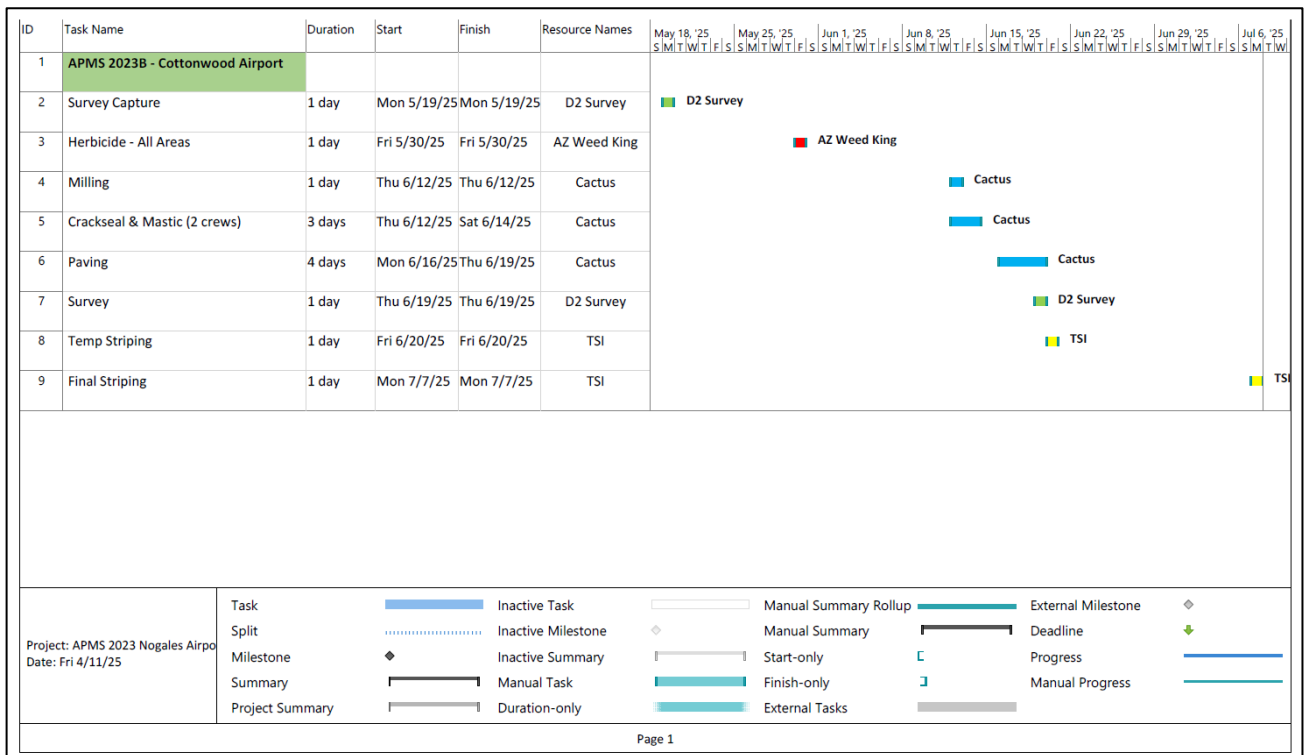 ID Task Name Duration Start Finish Resource Names May 18, '25 May 25, '25 Jun 1, '25 Jun 8, '25 Jun 15, '25 Jun 22, '25 Jun 29, '25 Jul 6, '25
S M T W T F S S M T W T F S S M T W T F S S M T W T F S S M T W T F S S M T W T F S S M T W T F S S M T W
1 APMS 2023B - Cottonwood Airport
2 Survey Capture 1 day Mon 5/19/25 Mon 5/19/25 D2 Survey D2 Survey
3 Herbicide - All Areas 1 day Fri 5/30/25 Fri 5/30/25 AZ Weed King AZ Weed King
4 Milling 1 day Thu 6/12/25 Thu 6/12/25 Cactus Cactus
5 Crackseal & Mastic (2 crews) 3 days Thu 6/12/25 Sat 6/14/25 Cactus Cactus
6 Paving 4 days Mon 6/16/25 Thu 6/19/25 Cactus Cactus
7 Survey 1 day Thu 6/19/25 Thu 6/19/25 D2 Survey D2 Survey
8 Temp Striping 1 day Fri 6/20/25 Fri 6/20/25 TSI TSI
9 Final Striping 1 day Mon 7/7/25 Mon 7/7/25 TSI TSI
Project: APMS 2023 Nogales Airpo
Date: Fri 4/11/25
Task Inactive Task Manual Summary Rollup External Milestone
Split Inactive Milestone Manual Summary Deadline
Milestone Inactive Summary Start-only Progress
Summary Manual Task Finish-only Manual Progress
Project Summary Duration-only External Tasks
Page 1